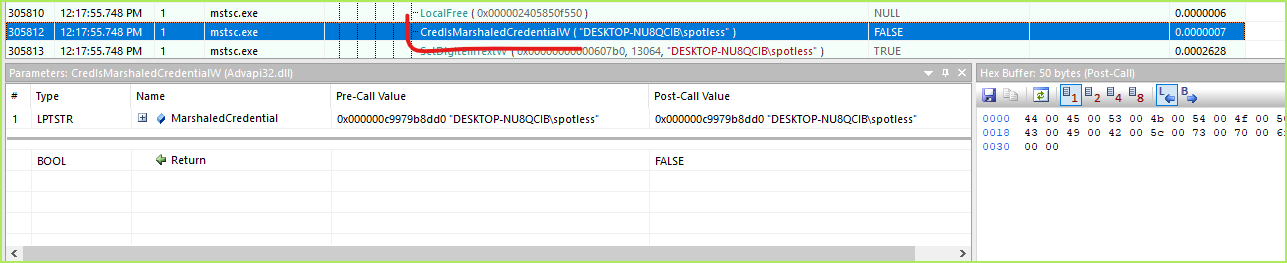 305810 12:17:55.748 PM 1 mstsc.exe LocalFree ( 0x000002405850f550 ) NULL 0.0000006
305812 12:17:55.748 PM 1 mstsc.exe CredIsMarshaledCredentialW ( "DESKTOP-NU8QCIB\spotless" ) FALSE 0.0000007
305813 12:17:55.748 PM 1 mstsc.exe SetDlgItemTextW ( 0x00000000000607b0, 13064, "DESKTOP-NU8QCIB\spotless" ) TRUE 0.0002628
Parameters: CredIsMarshaledCredentialW (Advapi32.dll)
# Type Name Pre-Call Value Post-Call Value
1 LPTSTR MarshaledCredential 0x000000c9979b8dd0 "DESKTOP-NU8QCIB\spotless" 0x000000c9979b8dd0 "DESKTOP-NU8QCIB\spotless"
BOOL Return FALSE
Hex Buffer: 50 bytes (Post-Call)
1 2 4 8 L B
0000 44 00 45 00 53 00 4b 00 54 00 4f 00
0018 43 00 49 00 42 00 5c 00 73 00 70 00
0030 00 00